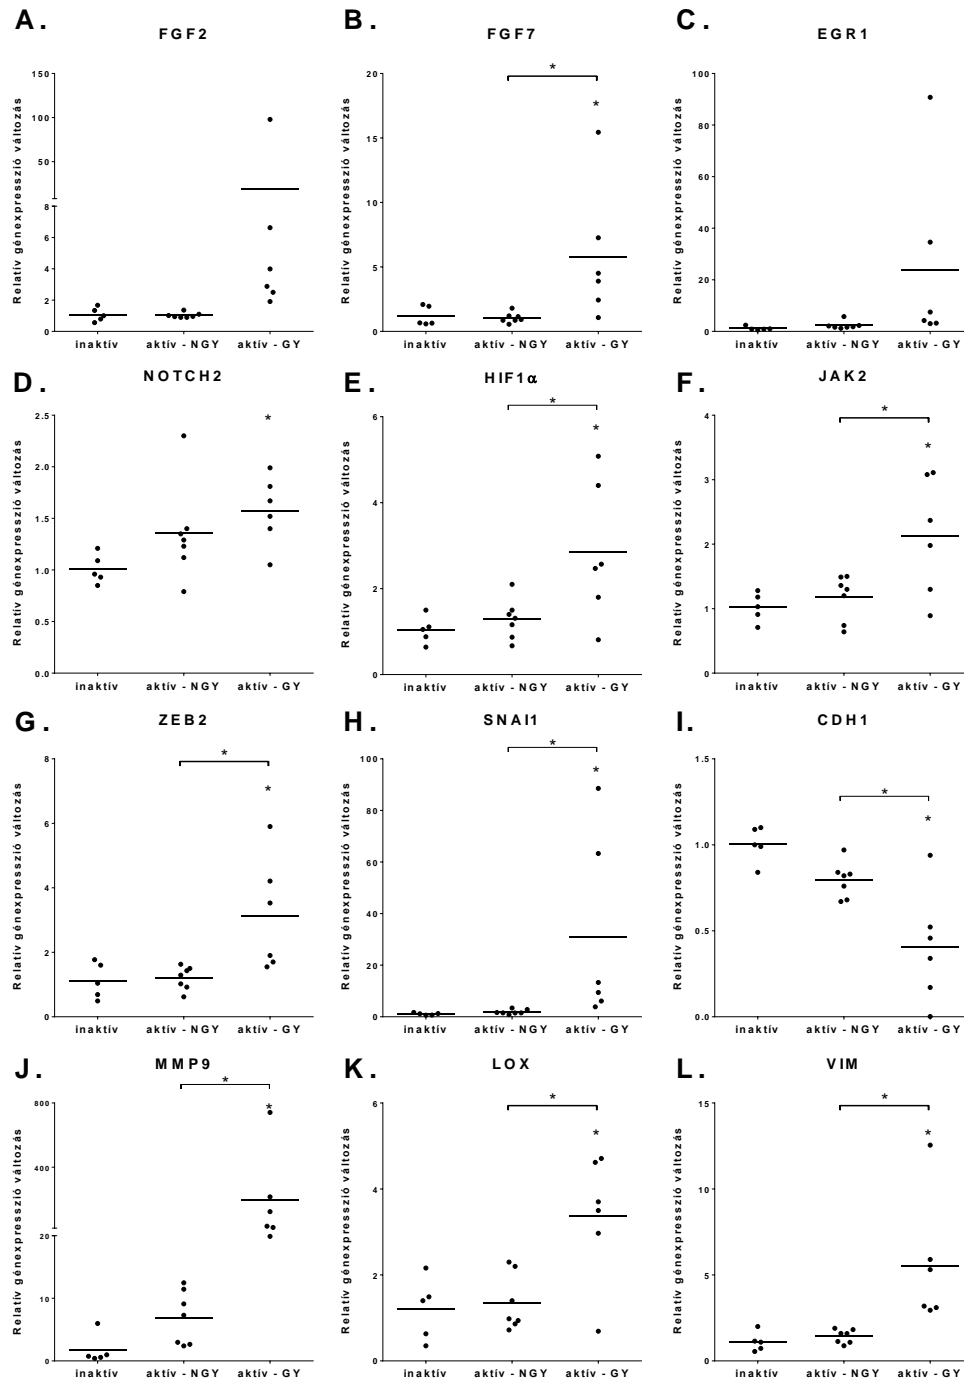 A.
FGF2
Relatív génexpresszió változás
150
100
50
8
6
4
2
0
inaktív
aktív - NGY
aktív - GY
B.
FGF7
Relatív génexpresszió változás
20
15
10
5
0
*
*
inaktív
aktív - NGY
aktív - GY
C.
EGR1
Relatív génexpresszió változás
100
80
60
40
20
0
inaktív
aktív - NGY
aktív - GY
D.
NOTCH2
Relatív génexpresszió változás
2.5
2.0
1.5
1.0
0.5
0.0
*
inaktív
aktív - NGY
aktív - GY
E.
HIF1α
Relatív génexpresszió változás
6
4
2
0
*
*
inaktív
aktív - NGY
aktív - GY
F.
JAK2
Relatív génexpresszió változás
4
3
2
1
0
*
*
inaktív
aktív - NGY
aktív - GY
G.
ZEB2
Relatív génexpresszió változás
8
6
4
2
0
*
*
inaktív
aktív - NGY
aktív - GY
H.
SNAI1
Relatív génexpresszió változás
100
80
60
40
20
0
*
*
inaktív
aktív - NGY
aktív - GY
I.
CDH1
Relatív génexpresszió változás
1.5
1.0
0.5
0.0
*
*
inaktív
aktív - NGY
aktív - GY
J.
MMP9
Relatív génexpresszió változás
800
400
20
10
0
*
*
inaktív
aktív - NGY
aktív - GY
K.
LOX
Relatív génexpresszió változás
6
4
2
0
*
*
inaktív
aktív - NGY
aktív - GY
L.
VIM
Relatív génexpresszió változás
15
10
5
0
*
*
inaktív
aktív - NGY
aktív - GY